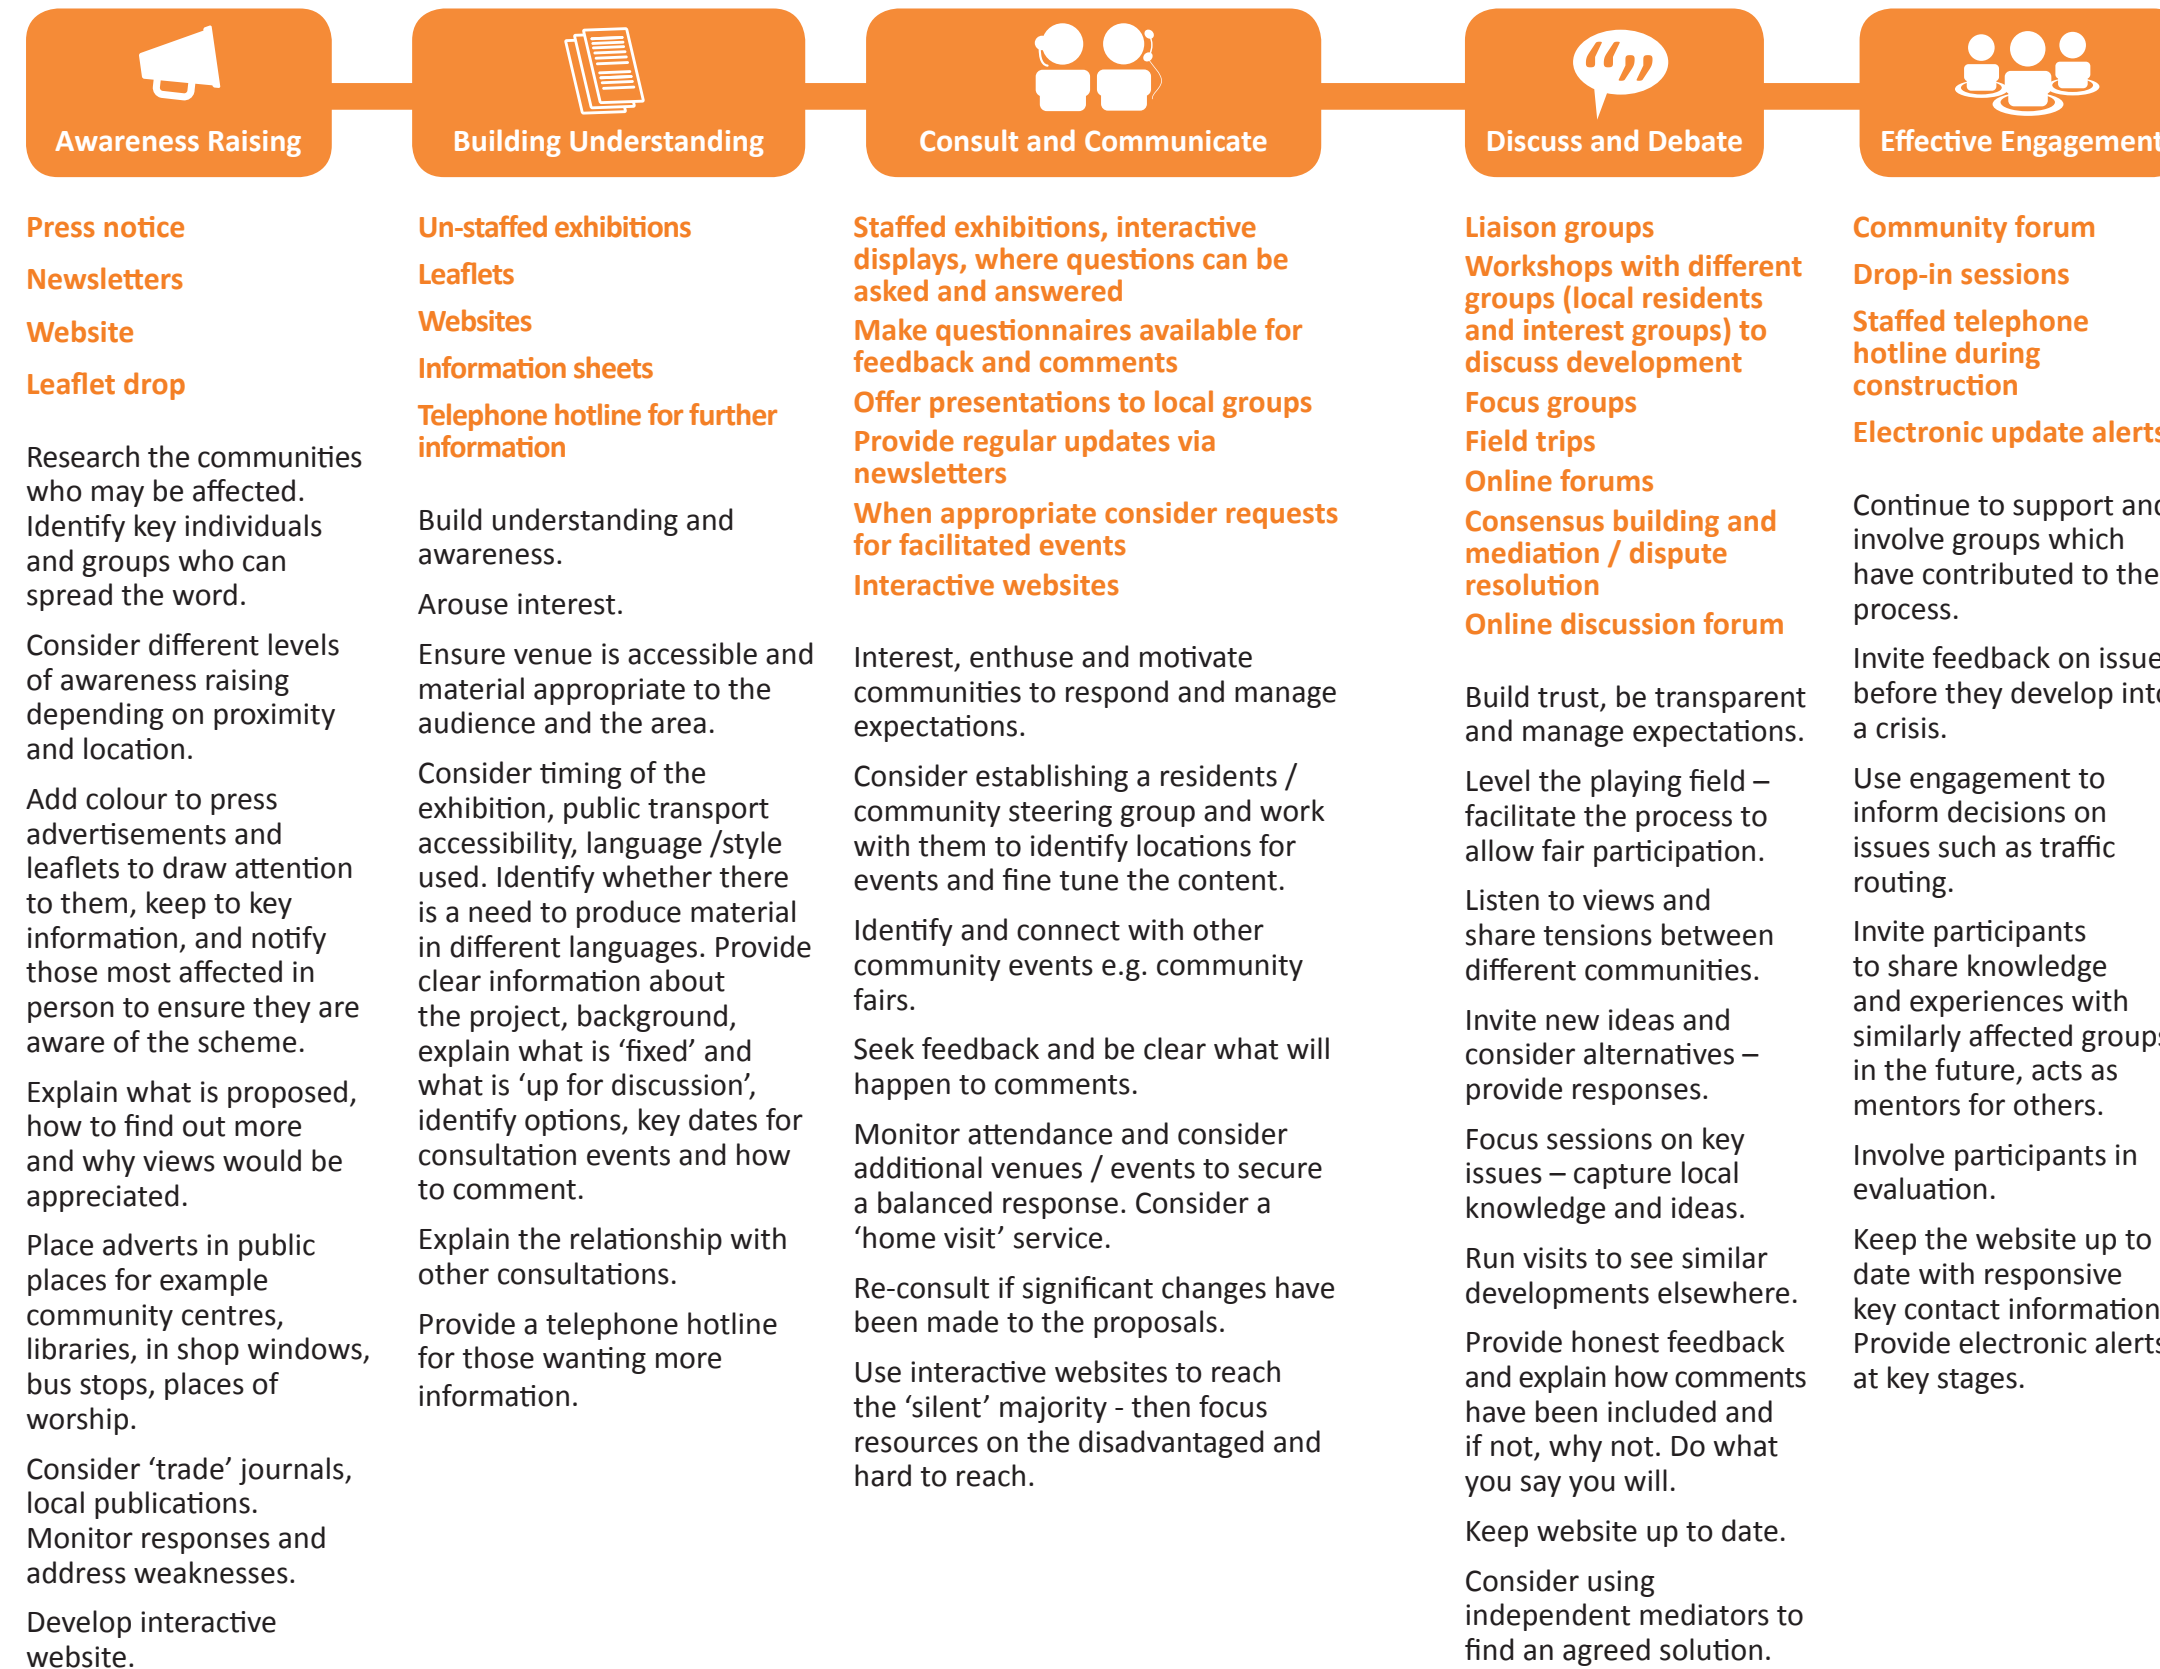 Awareness Raising
Press notice
Newsletters
Website
Leaflet drop
Research the communities
who may be affected.
Identify key individuals
and groups who can
spread the word.
Consider different levels
of awareness raising
depending on proximity
and location.
Add colour to press
advertisements and
leaflets to draw attention
to them, keep to key
information, and notify
those most affected in
person to ensure they are
aware of the scheme.
Explain what is proposed,
how to find out more
and why views would be
appreciated.
Place adverts in public
places for example
community centres,
libraries, in shop windows,
bus stops, places of
worship.
Consider ‘trade’ journals,
local publications.
Monitor responses and
address weaknesses.
Develop interactive
website.
Building Understanding
Un-staffed exhibitions
Leaflets
Websites
Information sheets
Telephone hotline for further
information
Build understanding and
awareness.
Arouse interest.
Ensure venue is accessible and
material appropriate to the
audience and the area.
Consider timing of the
exhibition, public transport
accessibility, language /style
used. Identify whether there
is a need to produce material
in different languages. Provide
clear information about
the project, background,
explain what is ‘fixed’ and
what is ‘up for discussion’,
identify options, key dates for
consultation events and how
to comment.
Explain the relationship with
other consultations.
Provide a telephone hotline
for those wanting more
information.
Consult and Communicate
Staffed exhibitions, interactive
displays, where questions can be
asked and answered
Make questionnaires available for
feedback and comments
Offer presentations to local groups
Provide regular updates via
newsletters
When appropriate consider requests
for facilitated events
Interactive websites
Interest, enthuse and motivate
communities to respond and manage
expectations.
Consider establishing a residents /
community steering group and work
with them to identify locations for
events and fine tune the content.
Identify and connect with other
community events e.g. community
fairs.
Seek feedback and be clear what will
happen to comments.
Monitor attendance and consider
additional venues / events to secure
a balanced response. Consider a
‘home visit’ service.
Re-consult if significant changes have
been made to the proposals.
Use interactive websites to reach
the ‘silent’ majority - then focus
resources on the disadvantaged and
hard to reach.
Discuss and Debate
Liaison groups
Workshops with different
groups (local residents
and interest groups) to
discuss development
Focus groups
Field trips
Online forums
Consensus building and
mediation / dispute
resolution
Online discussion forum
Build trust, be transparent
and manage expectations.
Level the playing field –
facilitate the process to
allow fair participation.
Listen to views and
share tensions between
different communities.
Invite new ideas and
consider alternatives –
provide responses.
Focus sessions on key
issues – capture local
knowledge and ideas.
Run visits to see similar
developments elsewhere.
Provide honest feedback
and explain how comments
have been included and
if not, why not. Do what
you say you will.
Keep website up to date.
Consider using
independent mediators to
find an agreed solution.
Effective Engagement
Community forum
Drop-in sessions
Staffed telephone
hotline during
construction
Electronic update alerts
Continue to support and
involve groups which
have contributed to the
process.
Invite feedback on issue
before they develop into
a crisis.
Use engagement to
inform decisions on
issues such as traffic
routing.
Invite participants
to share knowledge
and experiences with
similarly affected groups
in the future, acts as
mentors for others.
Involve participants in
evaluation.
Keep the website up to
date with responsive
key contact information
Provide electronic alerts
at key stages.